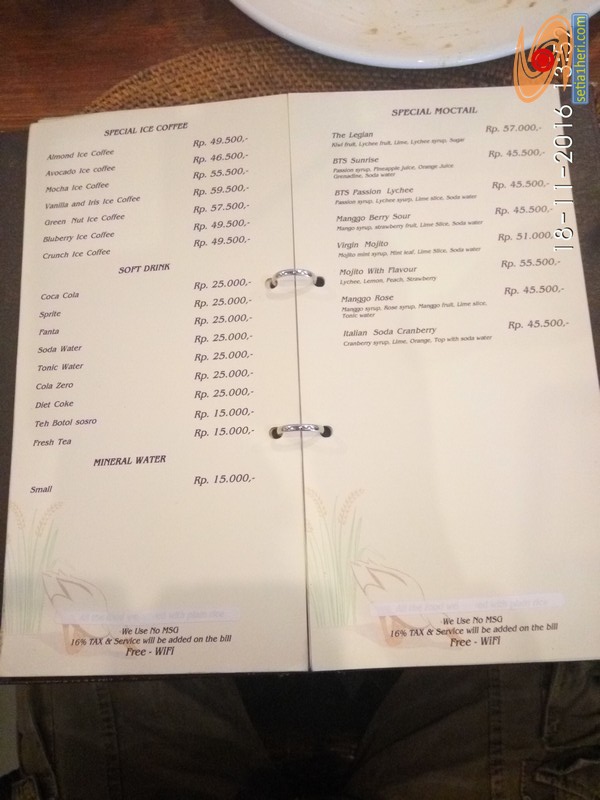 SPECIAL ICE COFFEE
Almond Ice Coffee Rp. 49.500,-
Avocado Ice coffee Rp. 46.500,-
Mocha Ice Coffee Rp. 55.500,-
Vanilla and Iris Ice Coffee Rp. 59.500,-
Green Nut Ice Coffee Rp. 57.500,-
Bluberry Ice Coffee Rp. 49.500,-
Crunch Ice Coffee Rp. 49.500,-
SOFT DRINK
Coca Cola Rp. 25.000,-
Sprite Rp. 25.000,-
Panta Rp. 25.000,-
Soda Water Rp. 25.000,-
Tonic Water Rp. 25.000,-
Cola Zero Rp. 25.000,-
Diet Coke Rp. 25.000,-
Teh Botol sosro Rp. 15.000,-
Fresh Tea Rp. 15.000,-
MINERAL WATER
Small Rp. 15.000,-
We Use No MSG
16% TAX & Service will be added on the bill
Free - WiFi
SPECIAL MOCTAIL
The Legian Rp. 57.000,-
Kiwi fruit, Lychee fruit, Lime, Lychee syrup, Sugar
BTS Sunrise Rp. 45.500,-
Passion syrup, Pineapple juice, Orange Juice
Grenadine, Soda water
BTS Passion Lychee Rp. 45.500,-
Passion syrup, Lychee syrup, Lime slice, Soda water
Manggo Berry Sour Rp. 45.500,-
Mango syrup, strawberry fruit, Lime Slice, Soda water
Virgin Mojito Rp. 51.000,-
Mojito mint syrup, Mint leaf, Lime Slice, Soda water
Mojito With Flavour Rp. 55.500,-
Lychee, Lemon, Peach, Strawberry
Manggo Rose Rp. 45.500,-
Manggo syrup, Rose syrup, Manggo fruit, Lime slice,
Tonic water
Italian Soda Cranberry Rp. 45.500,-
Cranberry syrup, Lime, Orange, Top with soda water
We Use No MSG
16% TAX & Service will be added on the bill
Free - WiFi
18-11-2016 13:52
setia1heri.com